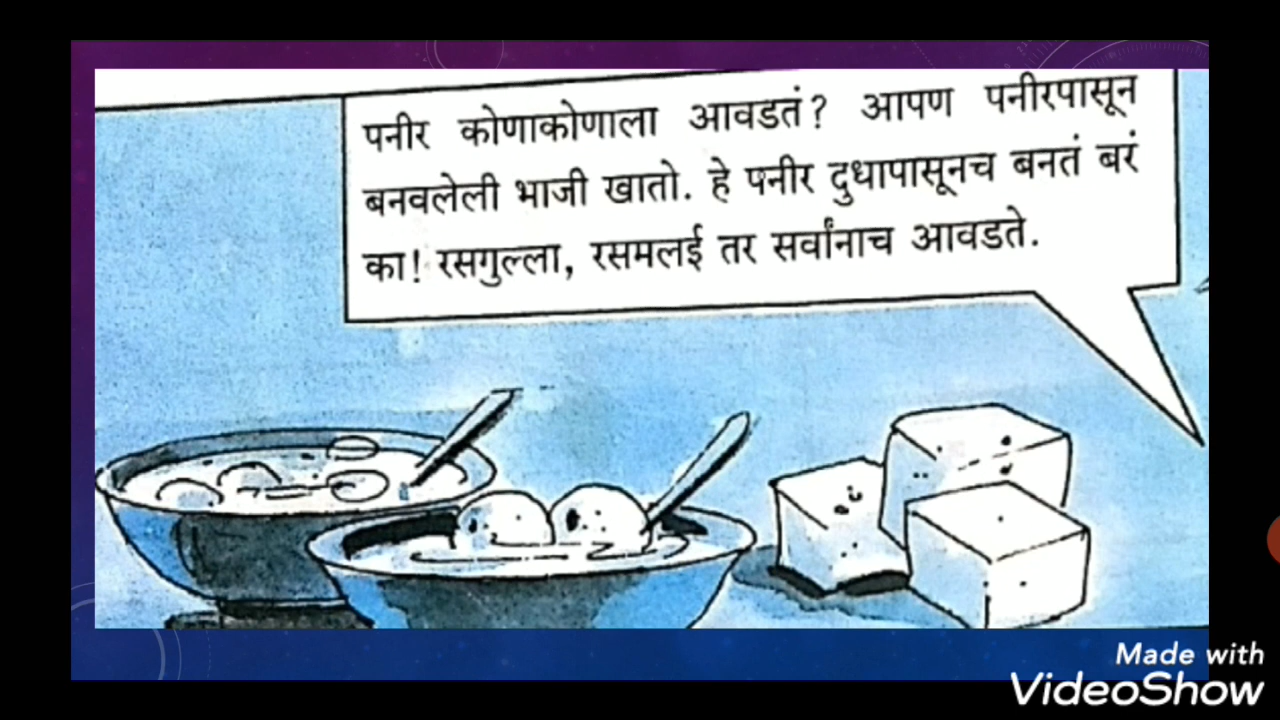 पनीर कोणाकोणाला आवडतं? आपण पनीरपासून
बनवलेली भाजी खातो. हे पनीर दुधापासूनच बनतं बरं
का! रसगुल्ला, रसमलई तर सर्वांनाच आवडते.
Made with
VideoShow